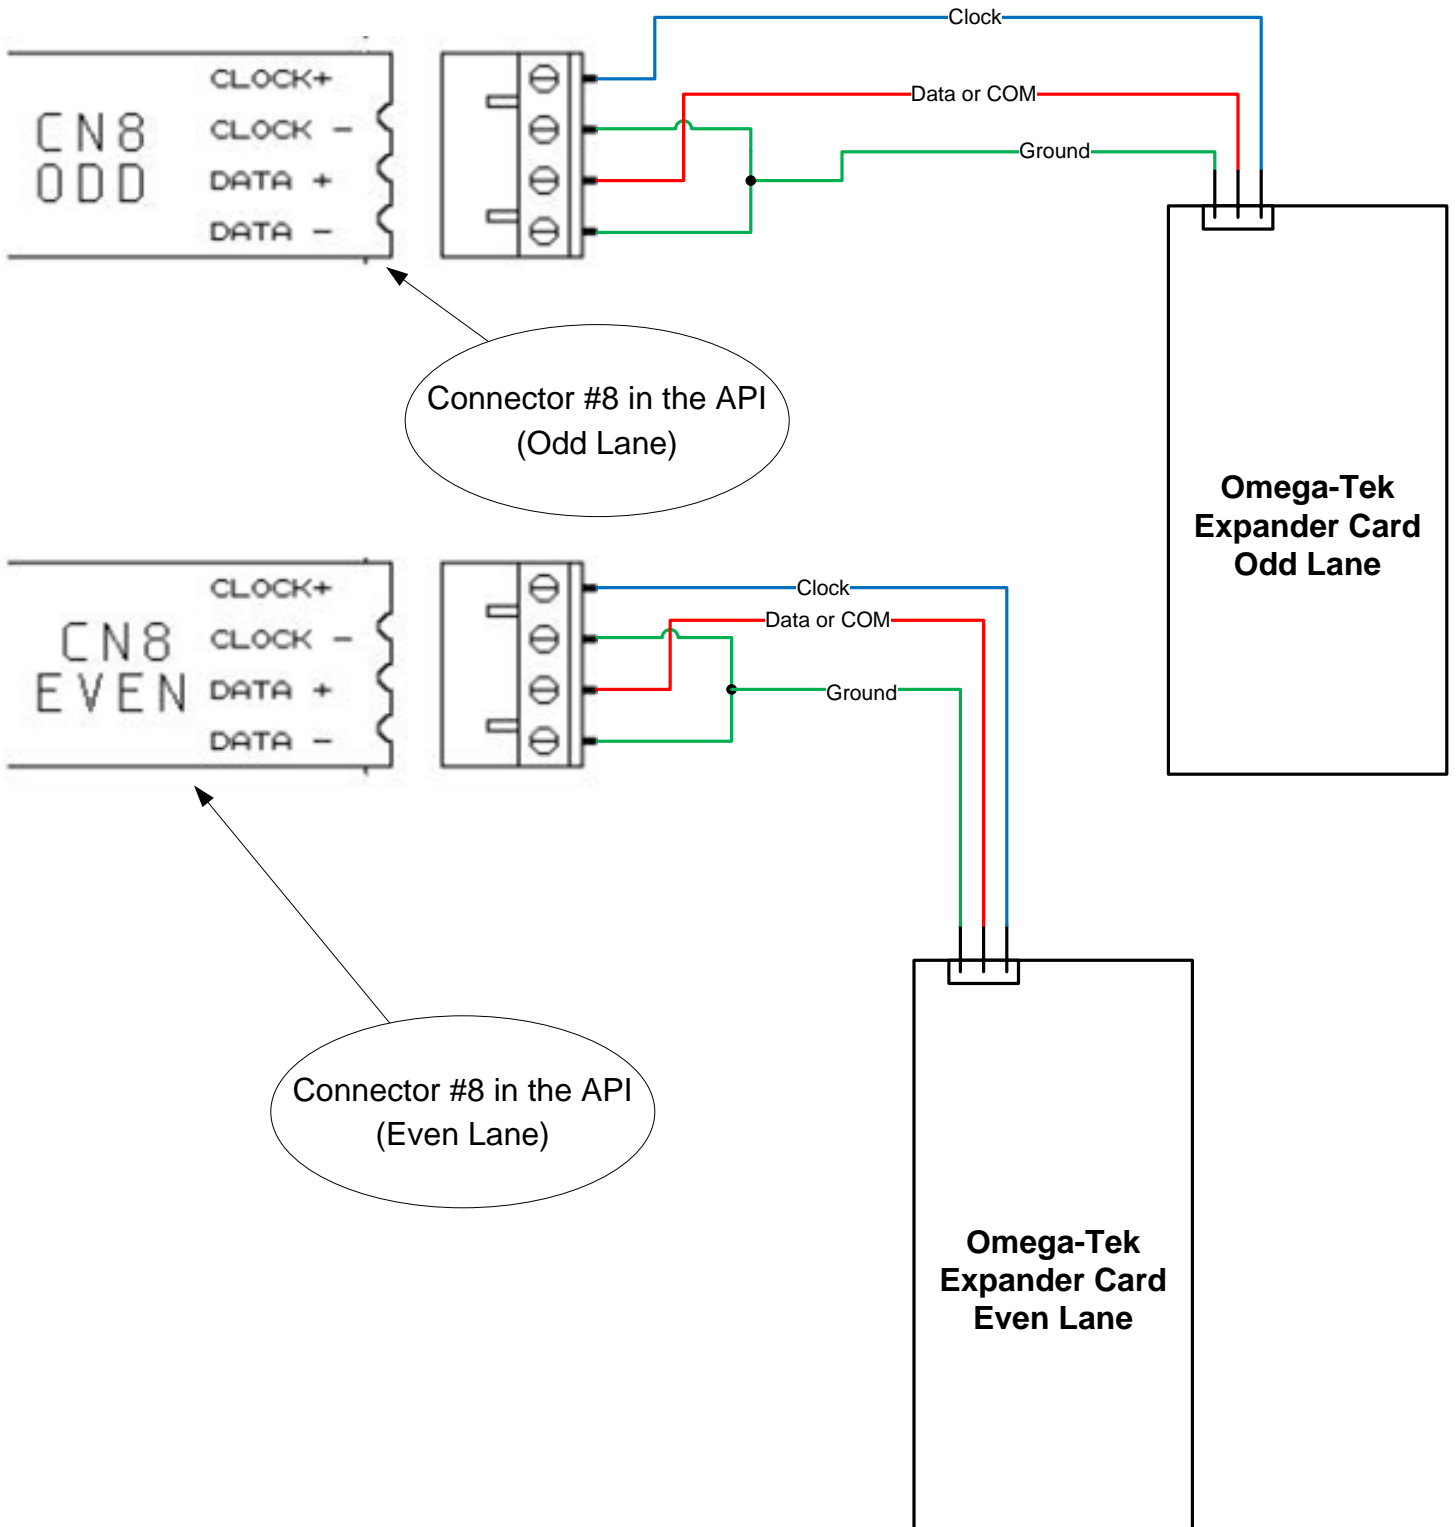 Clock
CLOCK+
Data or COM
CN8
CLOCK -
Ground
ODD
DATA +
DATA -
Connector #8 in the API
(Odd Lane)
Omega-Tek
Expander Card
Odd Lane
CLOCK+
Clock
Data or COM
CN8
CLOCK -
EVEN
DATA +
Ground
DATA -
Connector #8 in the API
(Even Lane)
Omega-Tek
Expander Card
Even Lane